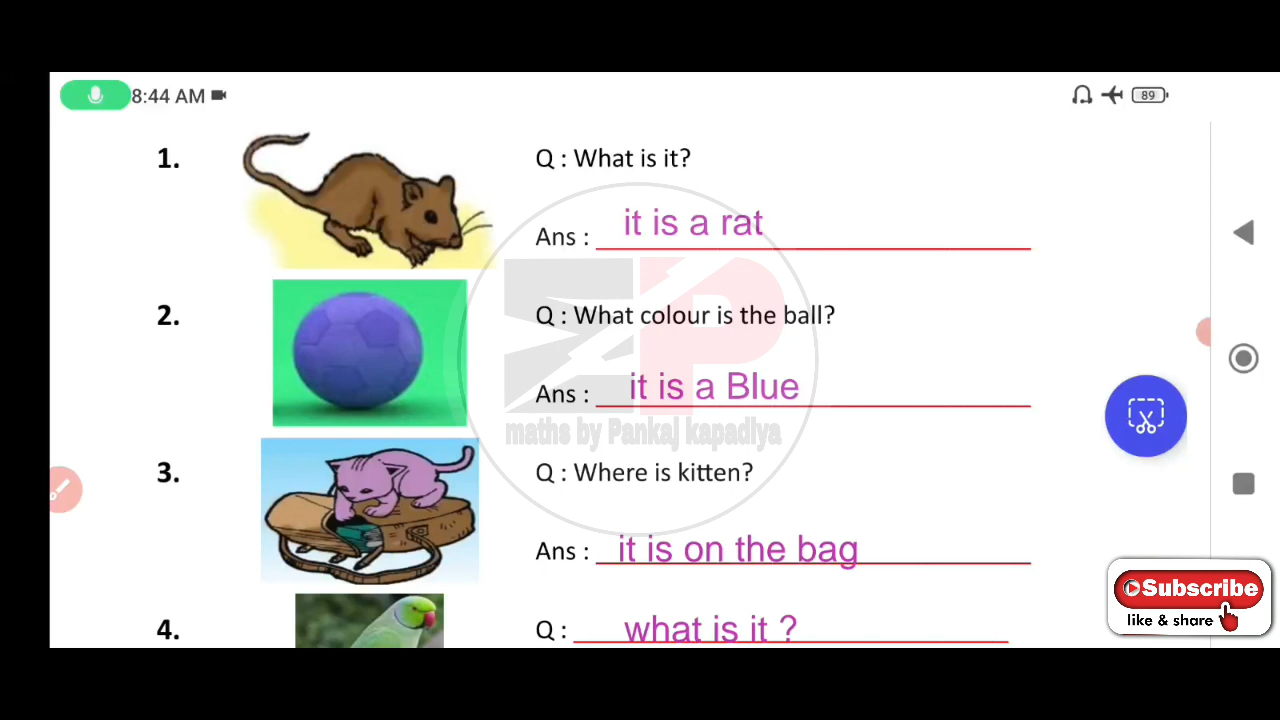 8:44 AM
89
1.
Q : What is it?
Ans : it is a rat
2.
Q : What colour is the ball?
Ans : it is a Blue
maths by Pankaj kapadiya
3.
Q : Where is kitten?
Ans : it is on the bag
Subscribe
like & share
4.
Q : what is it ?